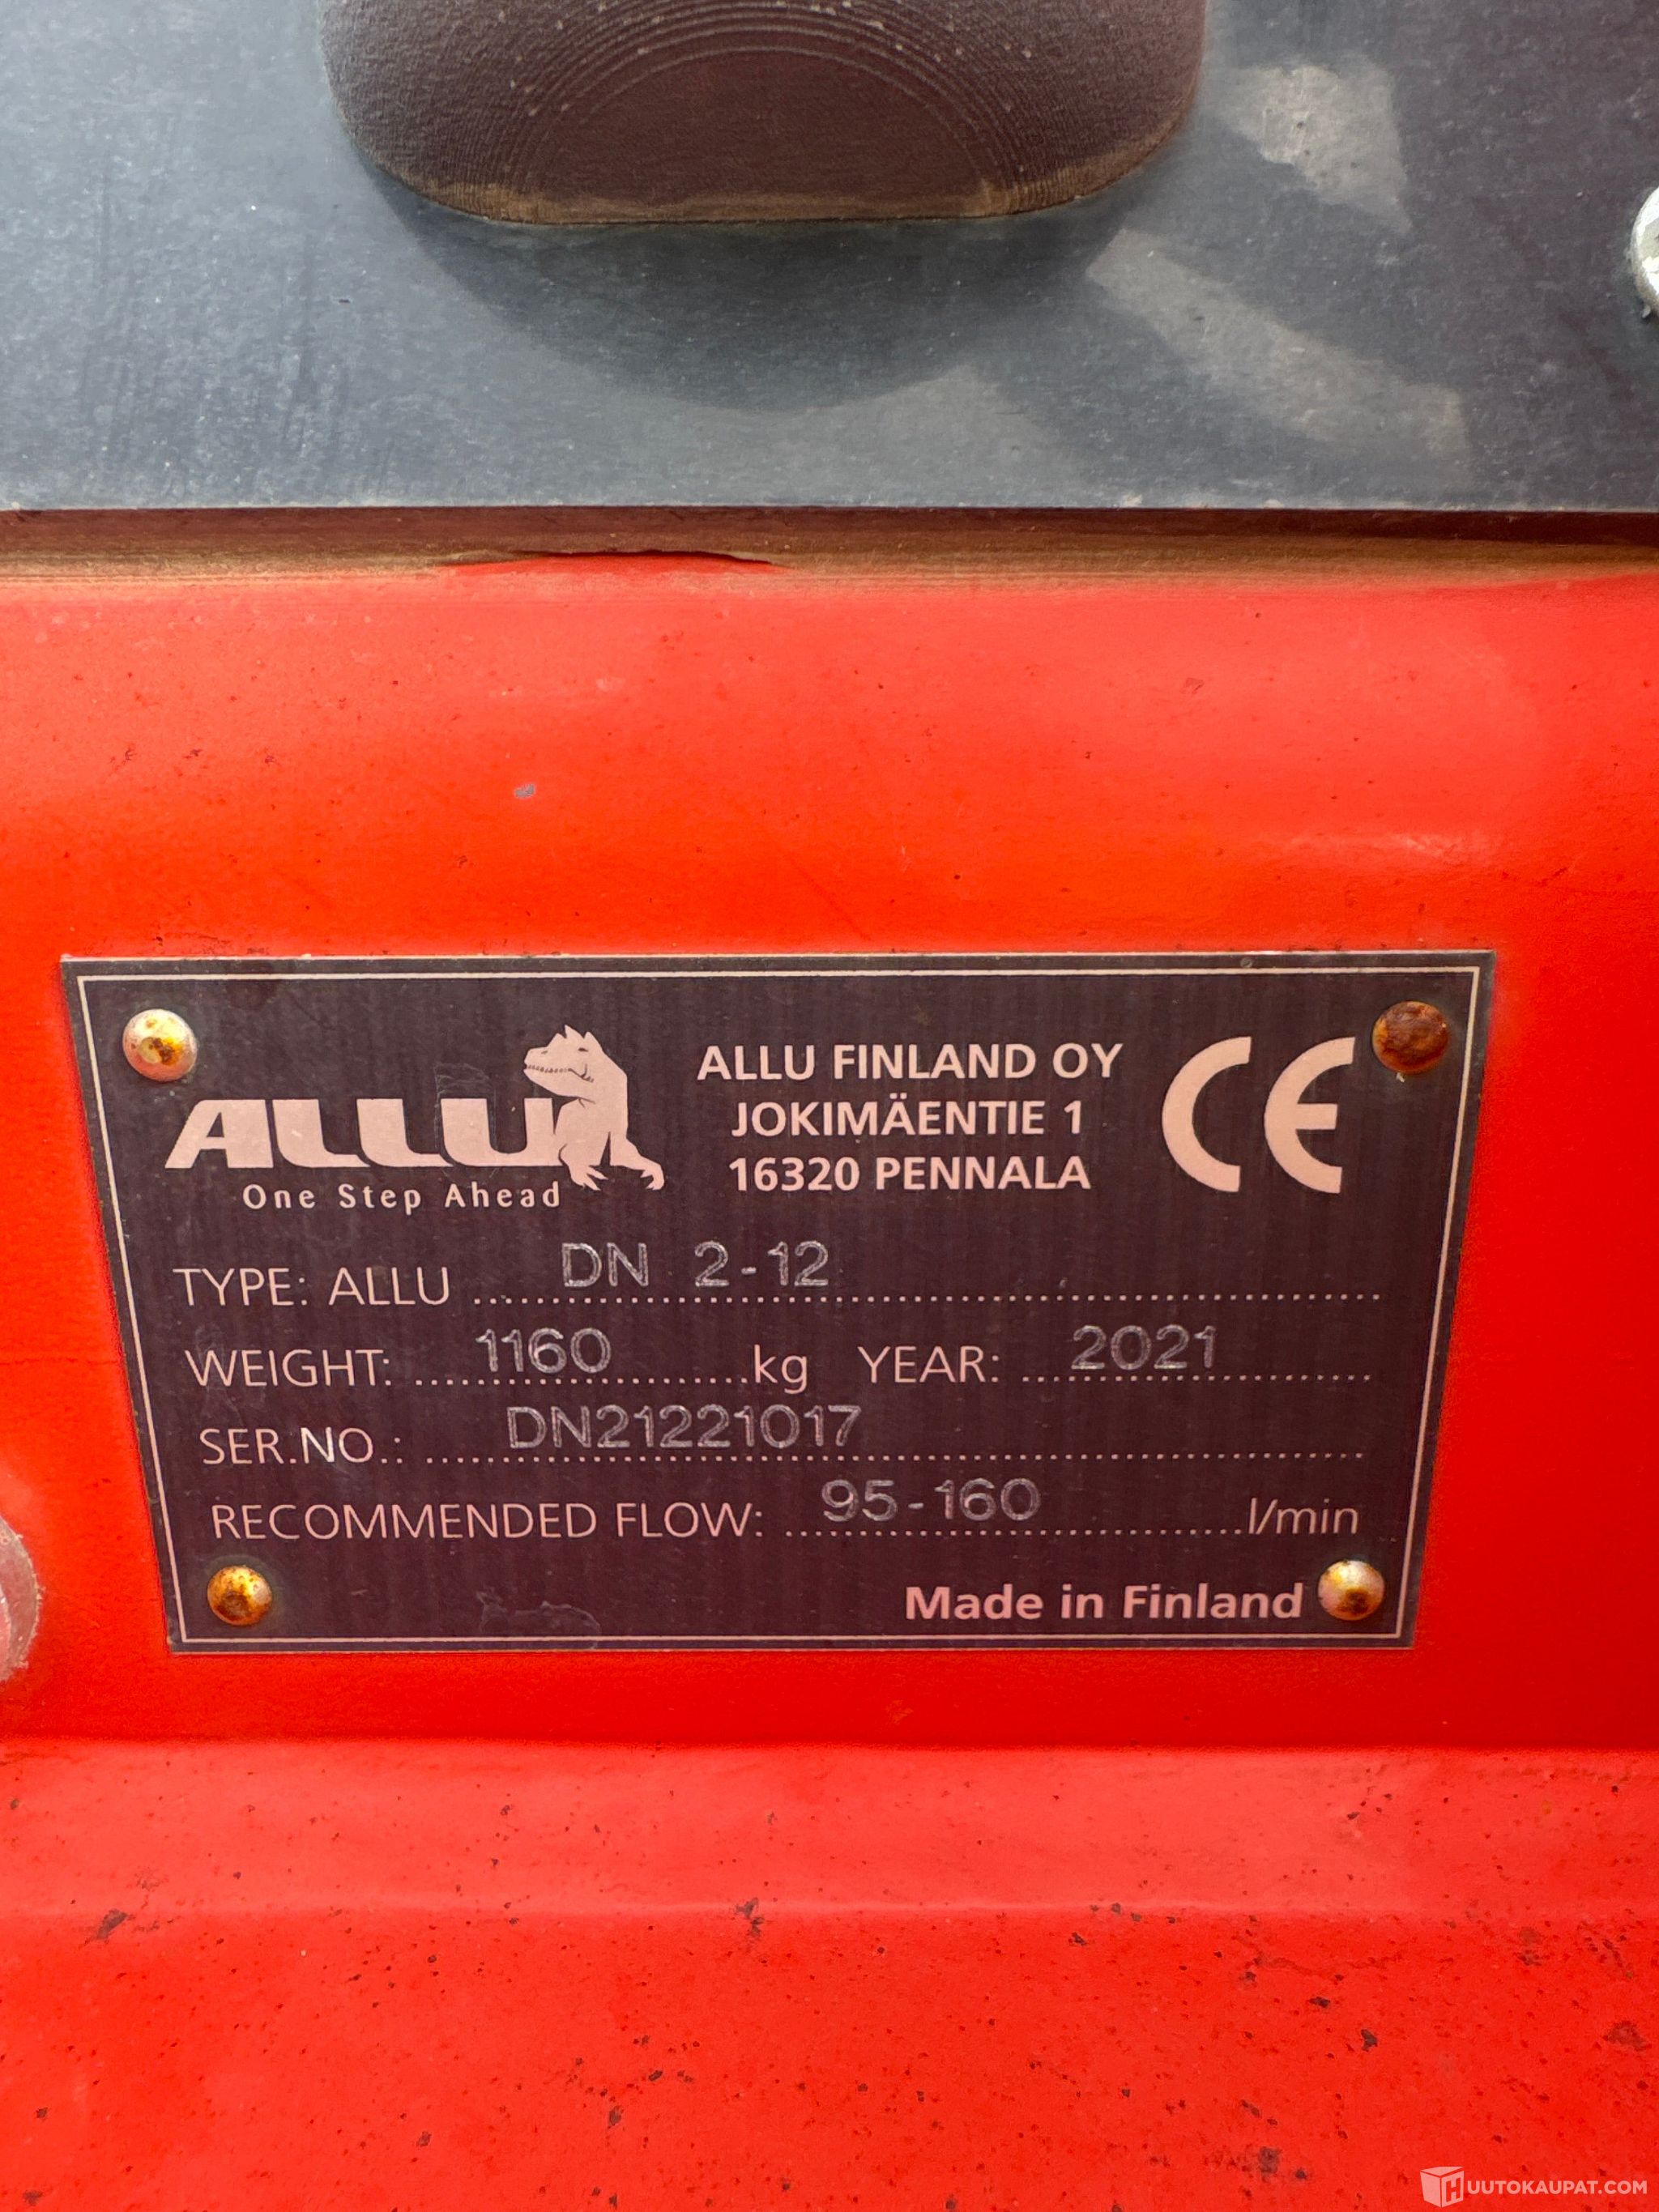 ALLU
One Step Ahead
ALLU FINLAND OY
JOKIMÄENTIE 1
16320 PENNALA
CE
TYPE: ALLU DN 2-12
WEIGHT: 1160 kg YEAR: 2021
SER.NO.: DN21221017
RECOMMENDED FLOW: 95-160 l/min
Made in Finland
HUUTOKAUPAT.COM